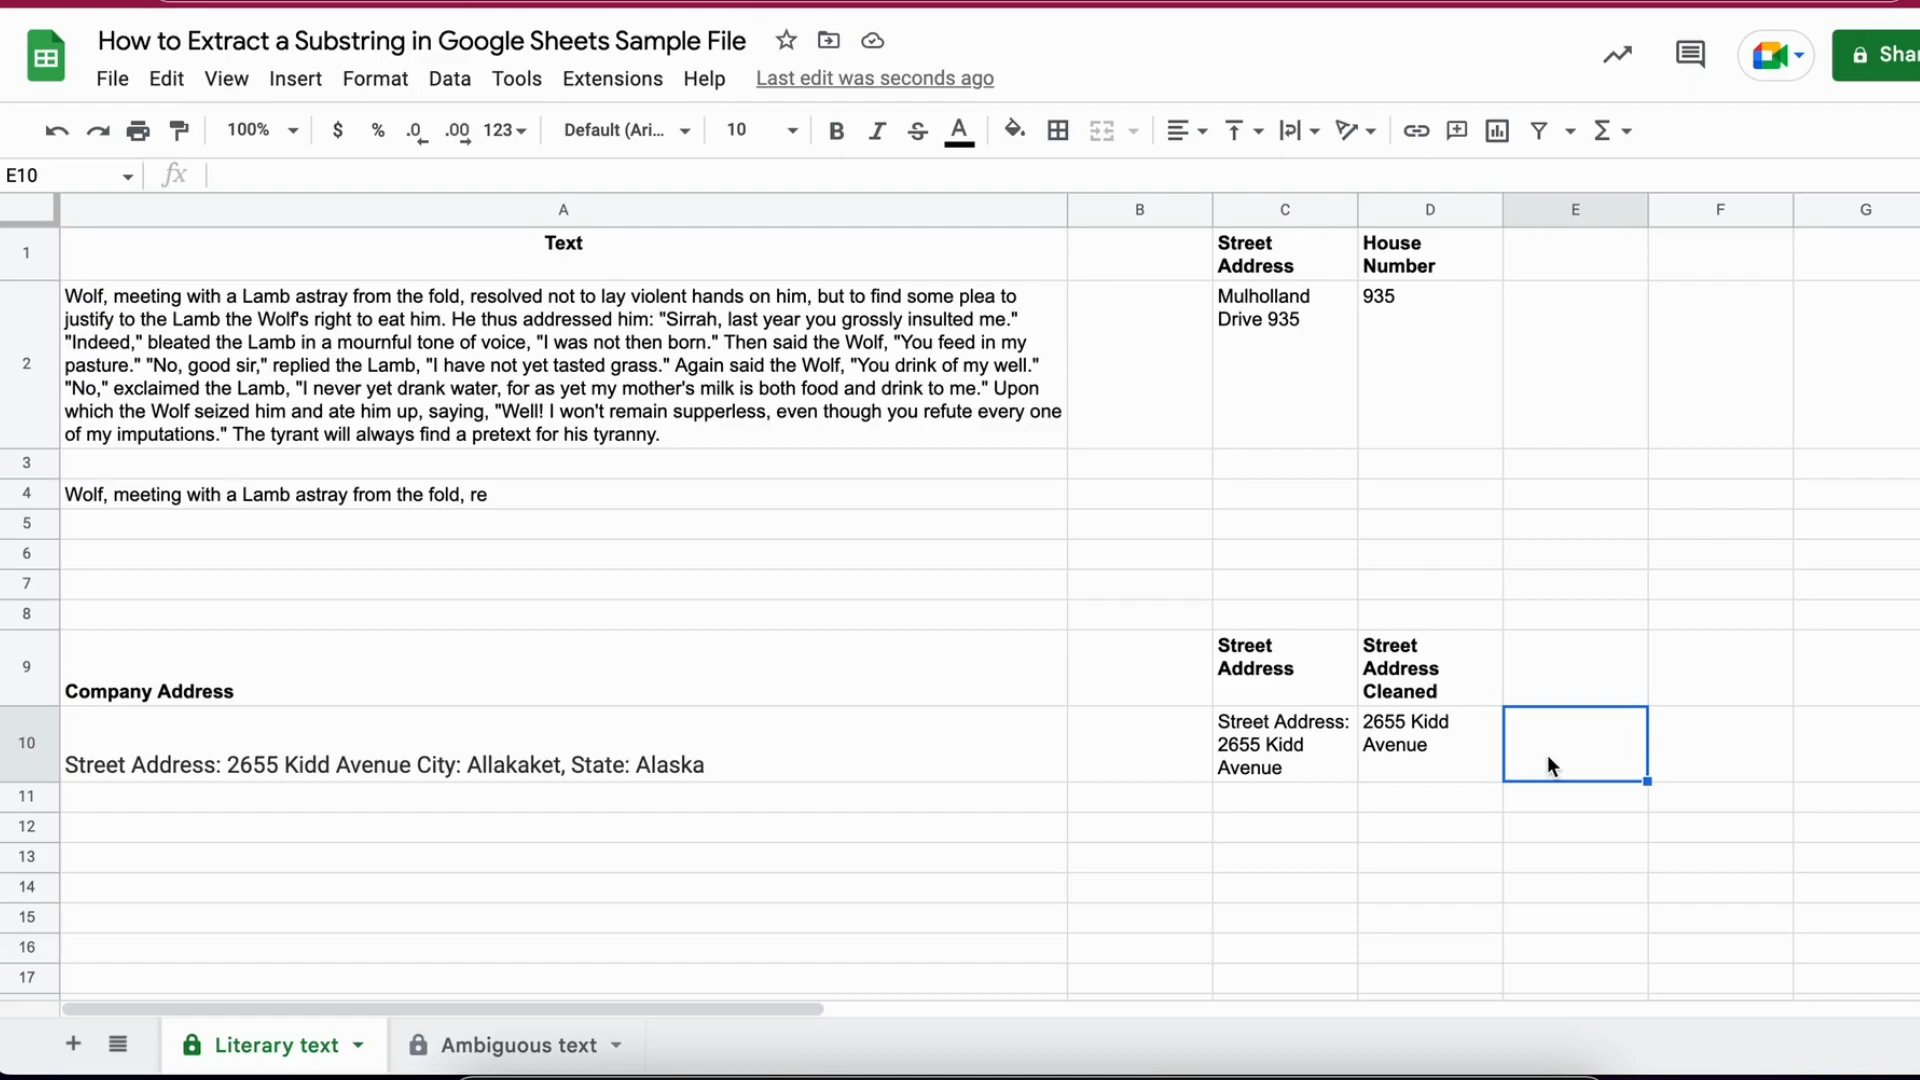 How to Extract a Substring in Google Sheets Sample File
File Edit View Insert Format Data Tools Extensions Help Last edit was seconds ago
100% $ % .0 .00 123 Default (Ari... 10 B I S A Σ
E10 fx
A B C D E F G
1 Text Street Address House Number
2 Wolf, meeting with a Lamb astray from the fold, resolved not to lay violent hands on him, but to find some plea to
justify to the Lamb the Wolf's right to eat him. He thus addressed him: "Sirrah, last year you grossly insulted me."
"Indeed," bleated the Lamb in a mournful tone of voice, "I was not then born." Then said the Wolf, "You feed in my
pasture." "No, good sir," replied the Lamb, "I have not yet tasted grass." Again said the Wolf, "You drink of my well."
"No," exclaimed the Lamb, "I never yet drank water, for as yet my mother's milk is both food and drink to me." Upon
which the Wolf seized him and ate him up, saying, "Well! I won't remain supperless, even though you refute every one
of my imputations." The tyrant will always find a pretext for his tyranny.
Mulholland
Drive 935
935
3
4 Wolf, meeting with a Lamb astray from the fold, re
5
6
7
8
9 Company Address
Street
Address
Street
Address
Cleaned
10 Street Address: 2655 Kidd Avenue City: Allakaket, State: Alaska
Street Address:
2655 Kidd
Avenue
2655 Kidd
Avenue
11
12
13
14
15
16
17
+ Literary text Ambiguous text